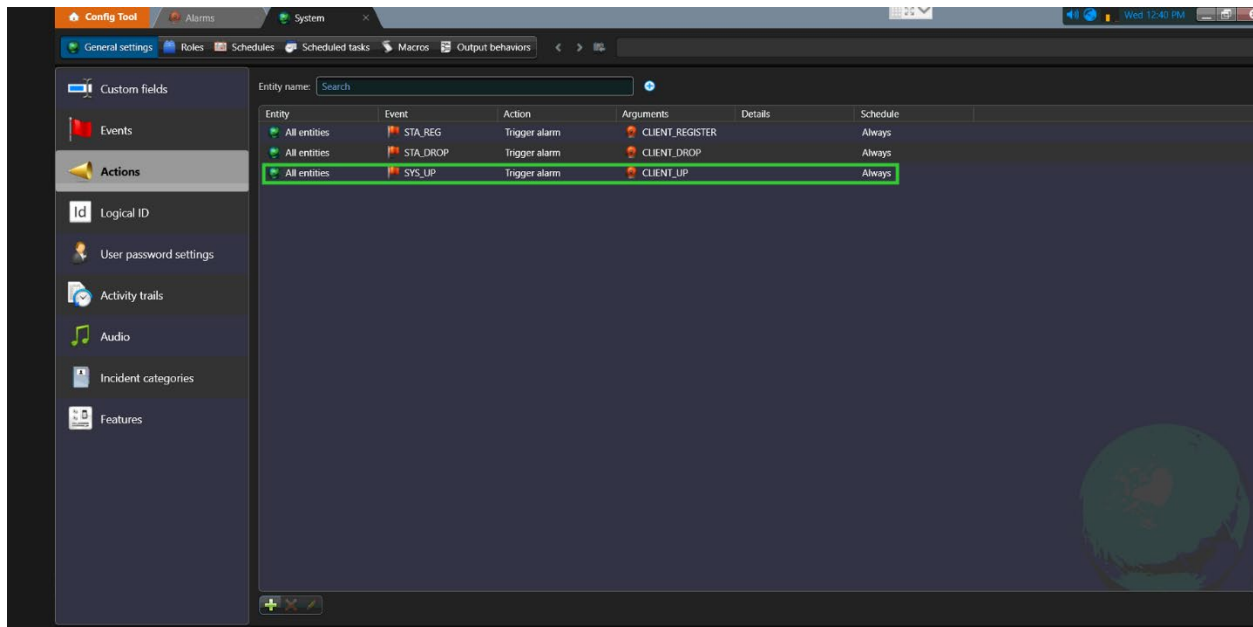 Config Tool Alarms System Wed 12:40 PM
General settings Roles Schedules Scheduled tasks Macros Output behaviors
Custom fields
Events
Actions
Id Logical ID
User password settings
Activity trails
Audio
Incident categories
Features
Entity name: Search
Entity Event Action Arguments Details Schedule
All entities STA_REG Trigger alarm CLIENT_REGISTER Always
All entities STA_DROP Trigger alarm CLIENT_DROP Always
All entities SYS_UP Trigger alarm CLIENT_UP Always